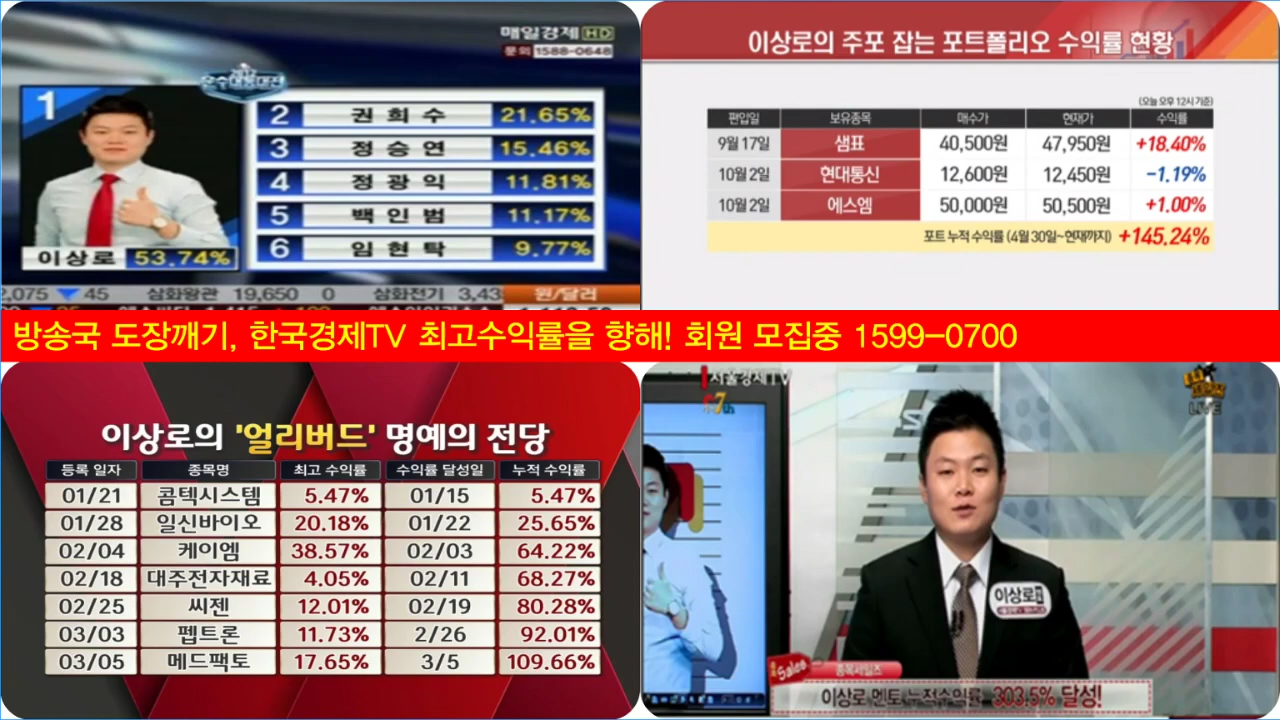 매일경제 HD
문의 1588-0648
1
2 권희수 21.65%
3 정승연 15.46%
4 정광익 11.81%
5 백인범 11.17%
6 임현탁 9.77%
이상로 53.74%
2,075 ▼ 45 삼화왕관 19,650 0 삼화전기 3,43
원/달러
이상로의 주포 잡는 포트폴리오 수익률 현황
(오늘 오후 12시 기준)
편입일 보유종목 매수가 현재가 수익률
9월 17일 샘표 40,500원 47,950원 +18.40%
10월 2일 현대통신 12,600원 12,450원 -1.19%
10월 2일 에스엠 50,000원 50,500원 +1.00%
포트 누적 수익률 (4월 30일~현재까지) +145.24%
방송국 도장깨기, 한국경제TV 최고수익률을 향해! 회원 모집중 1599-0700
이상로의 '얼리버드' 명예의 전당
등록 일자 종목명 최고 수익률 수익률 달성일 누적 수익률
01/21 콤텍시스템 5.47% 01/15 5.47%
01/28 일신바이오 20.18% 01/22 25.65%
02/04 케이엠 38.57% 02/03 64.22%
02/18 대주전자재료 4.05% 02/11 68.27%
02/25 씨젠 12.01% 02/19 80.28%
03/03 펩트론 11.73% 2/26 92.01%
03/05 메드팩토 17.65% 3/5 109.66%
서울경제TV
7th
LIVE
이상로
Sales
종목세일즈
이상로 멘토 누적수익률 303.5% 달성!